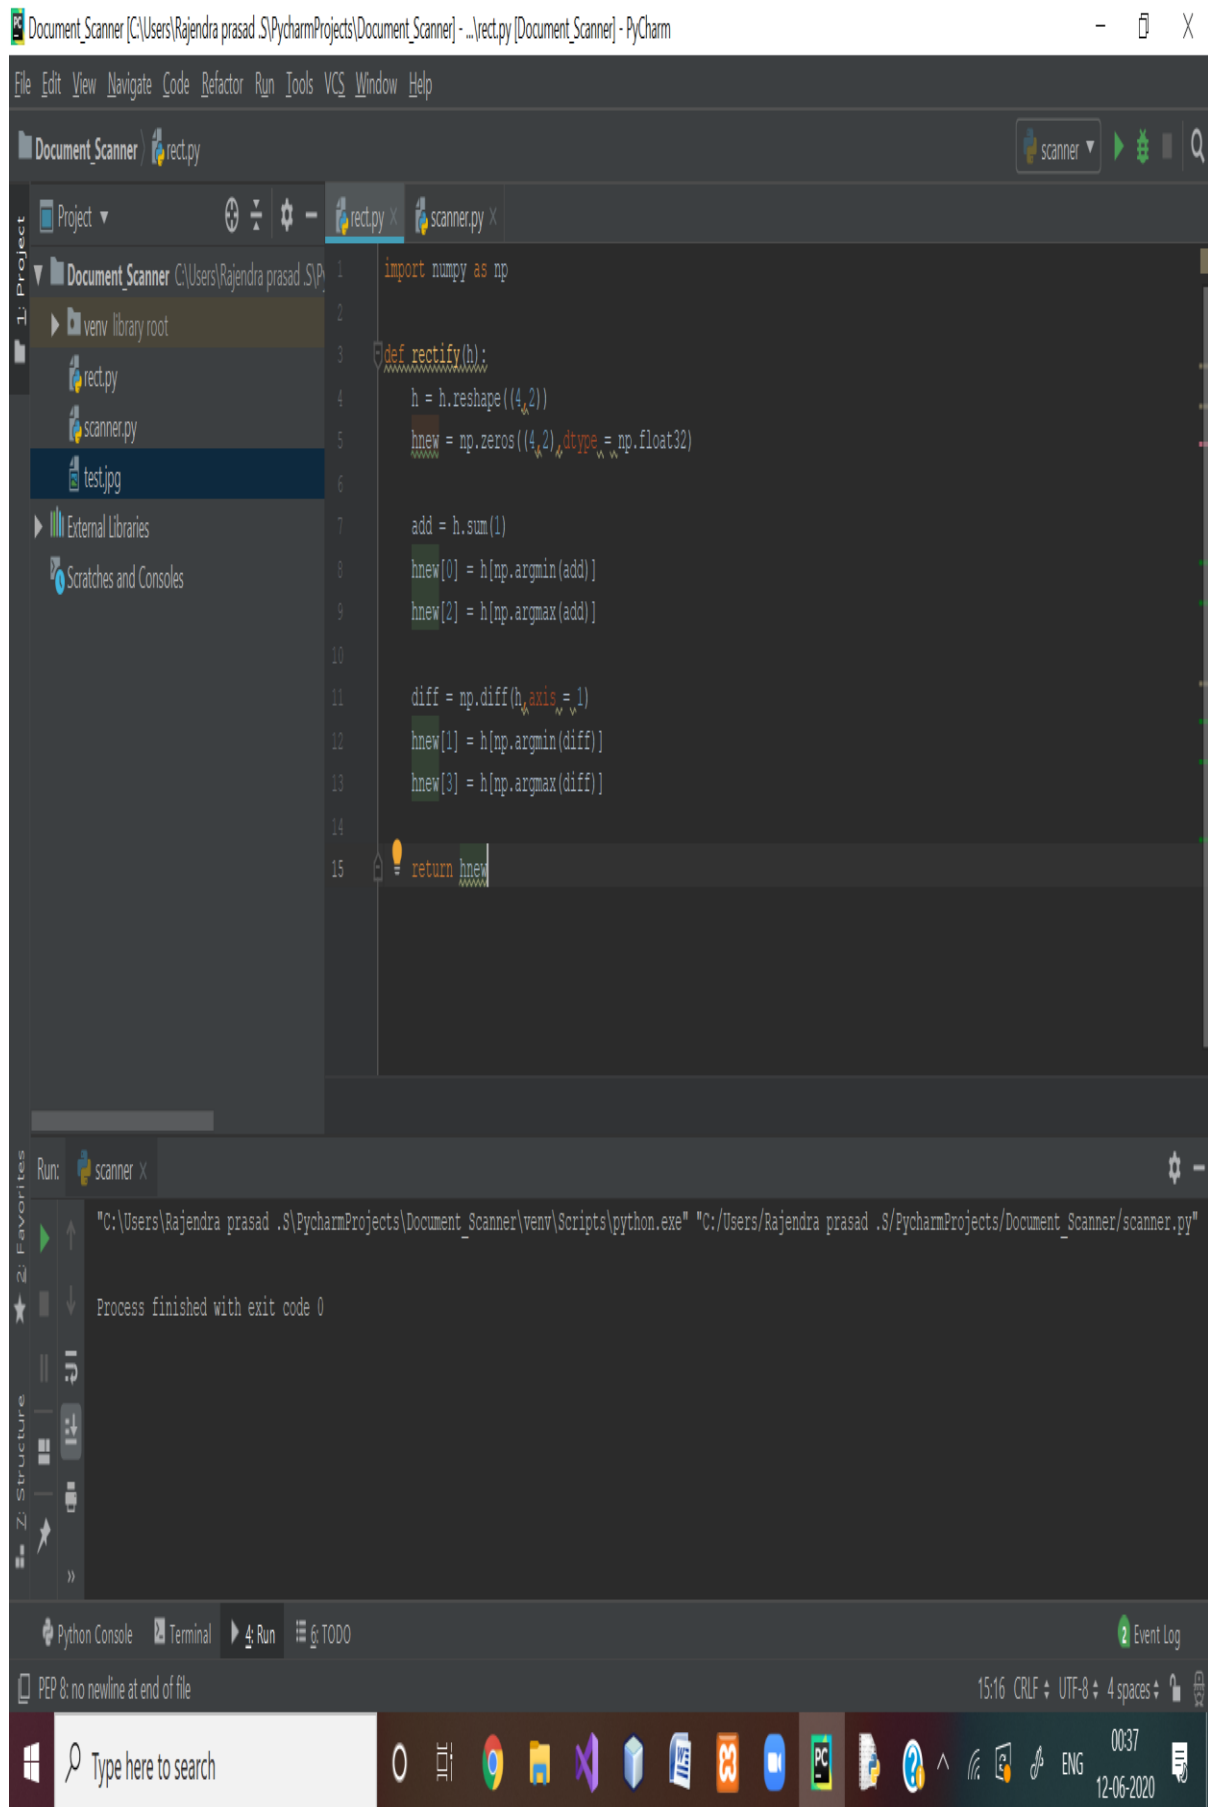 Document_Scanner [C:\Users\Rajendra prasad .S\PycharmProjects\Document_Scanner] - ...\rect.py [Document_Scanner] - PyCharm
File Edit View Navigate Code Refactor Run Tools VCS Window Help
Document_Scanner rect.py
scanner
1: Project
Project
rect.py
scanner.py
Document_Scanner C:\Users\Rajendra prasad .S\Py
venv library root
rect.py
scanner.py
test.jpg
External Libraries
Scratches and Consoles
1 import numpy as np
2
3 def rectify(h):
4 h = h.reshape((4,2))
5 hnew = np.zeros((4,2),dtype = np.float32)
6
7 add = h.sum(1)
8 hnew[0] = h[np.argmin(add)]
9 hnew[2] = h[np.argmax(add)]
10
11 diff = np.diff(h,axis = 1)
12 hnew[1] = h[np.argmin(diff)]
13 hnew[3] = h[np.argmax(diff)]
14
15 return hnew
2: Favorites
Z: Structure
Run: scanner
"C:\Users\Rajendra prasad .S\PycharmProjects\Document_Scanner\venv\Scripts\python.exe" "C:/Users/Rajendra prasad .S/PycharmProjects/Document_Scanner/scanner.py"
Process finished with exit code 0
Python Console Terminal 4: Run 6: TODO
2 Event Log
PEP 8: no newline at end of file
15:16 CRLF UTF-8 4 spaces
Type here to search
PC
ENG
00:37
12-06-2020